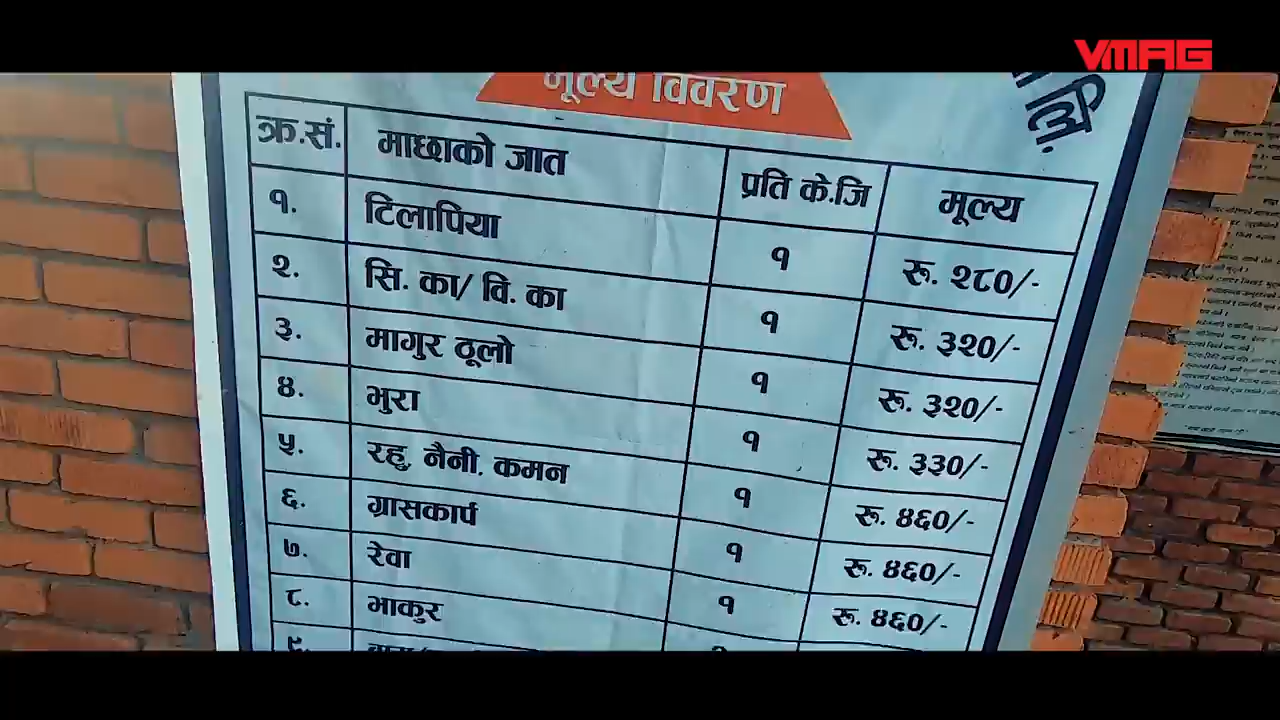 VMAG
मूल्य विवरण
क्र.सं. माछाको जात प्रति के.जि मूल्य
१. टिलापिया १ रू. २८०/-
२. सि. का/ वि. का १ रू. ३२०/-
३. मागुर ठूलो १ रू. ३२०/-
४. भुरा १ रू. ३३०/-
५. रहु, नैनी, कमन १ रू. ४६०/-
६. ग्रासकार्प १ रू. ४६०/-
७. रेवा १ रू. ४६०/-
८. भाकुर
९.